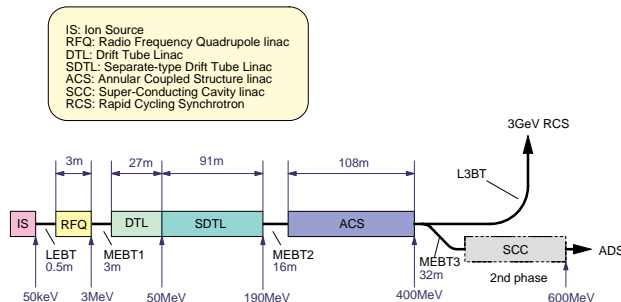 IS: Ion Source
RFQ: Radio Frequency Quadrupole linac
DTL: Drift Tube Linac
SDTL: Separate-type Drift Tube Linac
ACS: Annular Coupled Structure linac
SCC: Super-Conducting Cavity linac
RCS: Rapid Cycling Synchrotron
3GeV RCS
3m 27m 91m 108m
L3BT
IS RFQ DTL SDTL ACS
SCC ADS
LEBT MEBT1 MEBT2 MEBT3
0.5m 3m 16m 32m
2nd phase
50keV 3MeV 50MeV 190MeV 400MeV 600MeV